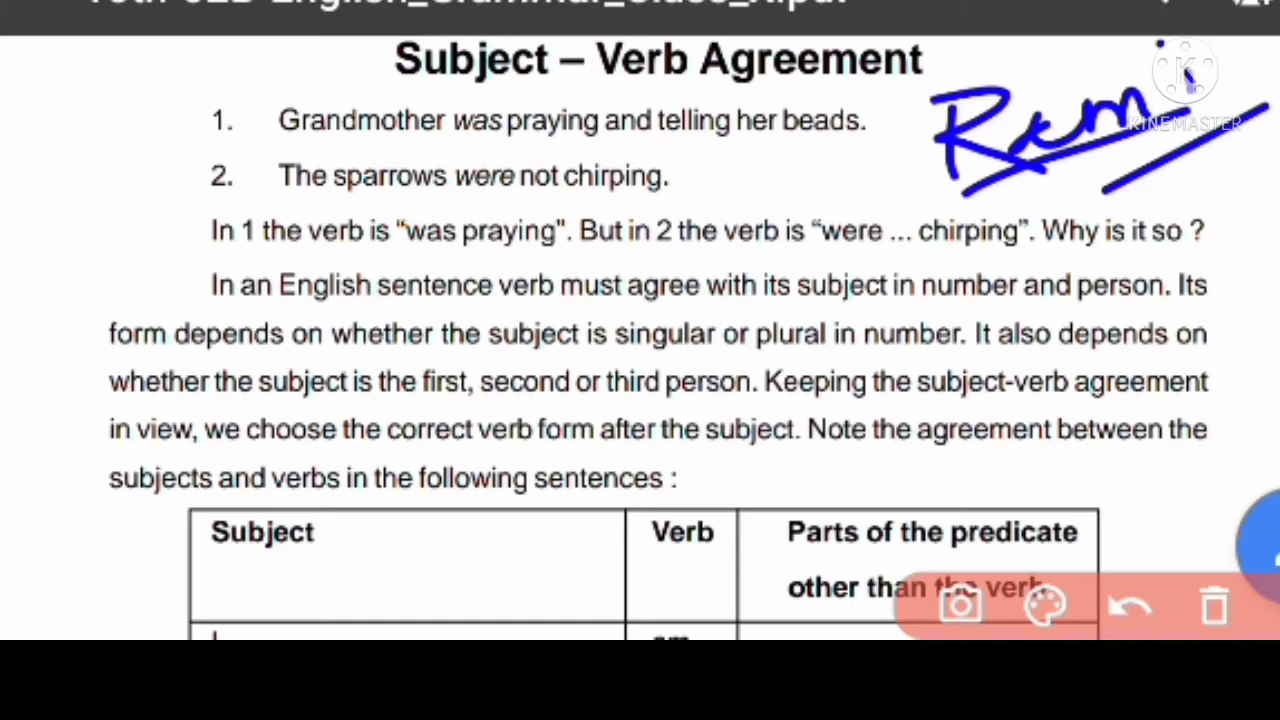 Subject – Verb Agreement
1. Grandmother was praying and telling her beads.
Ram
KINEMASTER
2. The sparrows were not chirping.
In 1 the verb is “was praying". But in 2 the verb is “were ... chirping”. Why is it so ?
In an English sentence verb must agree with its subject in number and person. Its
form depends on whether the subject is singular or plural in number. It also depends on
whether the subject is the first, second or third person. Keeping the subject-verb agreement
in view, we choose the correct verb form after the subject. Note the agreement between the
subjects and verbs in the following sentences :
Subject Verb Parts of the predicate
other than the verb